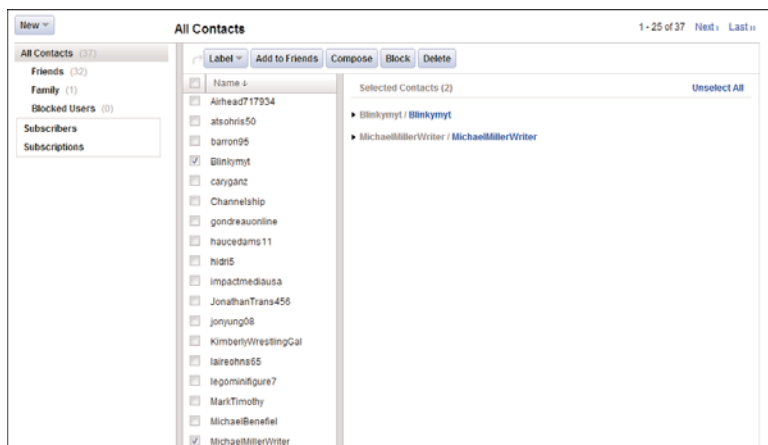 New
All Contacts
1 - 25 of 37 Next › Last ››
All Contacts (37)
Friends (32)
Family (1)
Blocked Users (0)
Subscribers
Subscriptions
Label Add to Friends Compose Block Delete
Name ↓
Airhead717934
atsohris50
barron95
Blinkymyt
caryganz
Channelship
gondreauonline
haucedams11
hidri5
impactmediausa
JonathanTrans456
jonyung08
KimberlyWrestlingGal
laireohns65
legominifigure7
MarkTimothy
MichaelBenefiel
MichaelMillerWriter
Selected Contacts (2) Unselect All
Blinkymyt / Blinkymyt
MichaelMillerWriter / MichaelMillerWriter